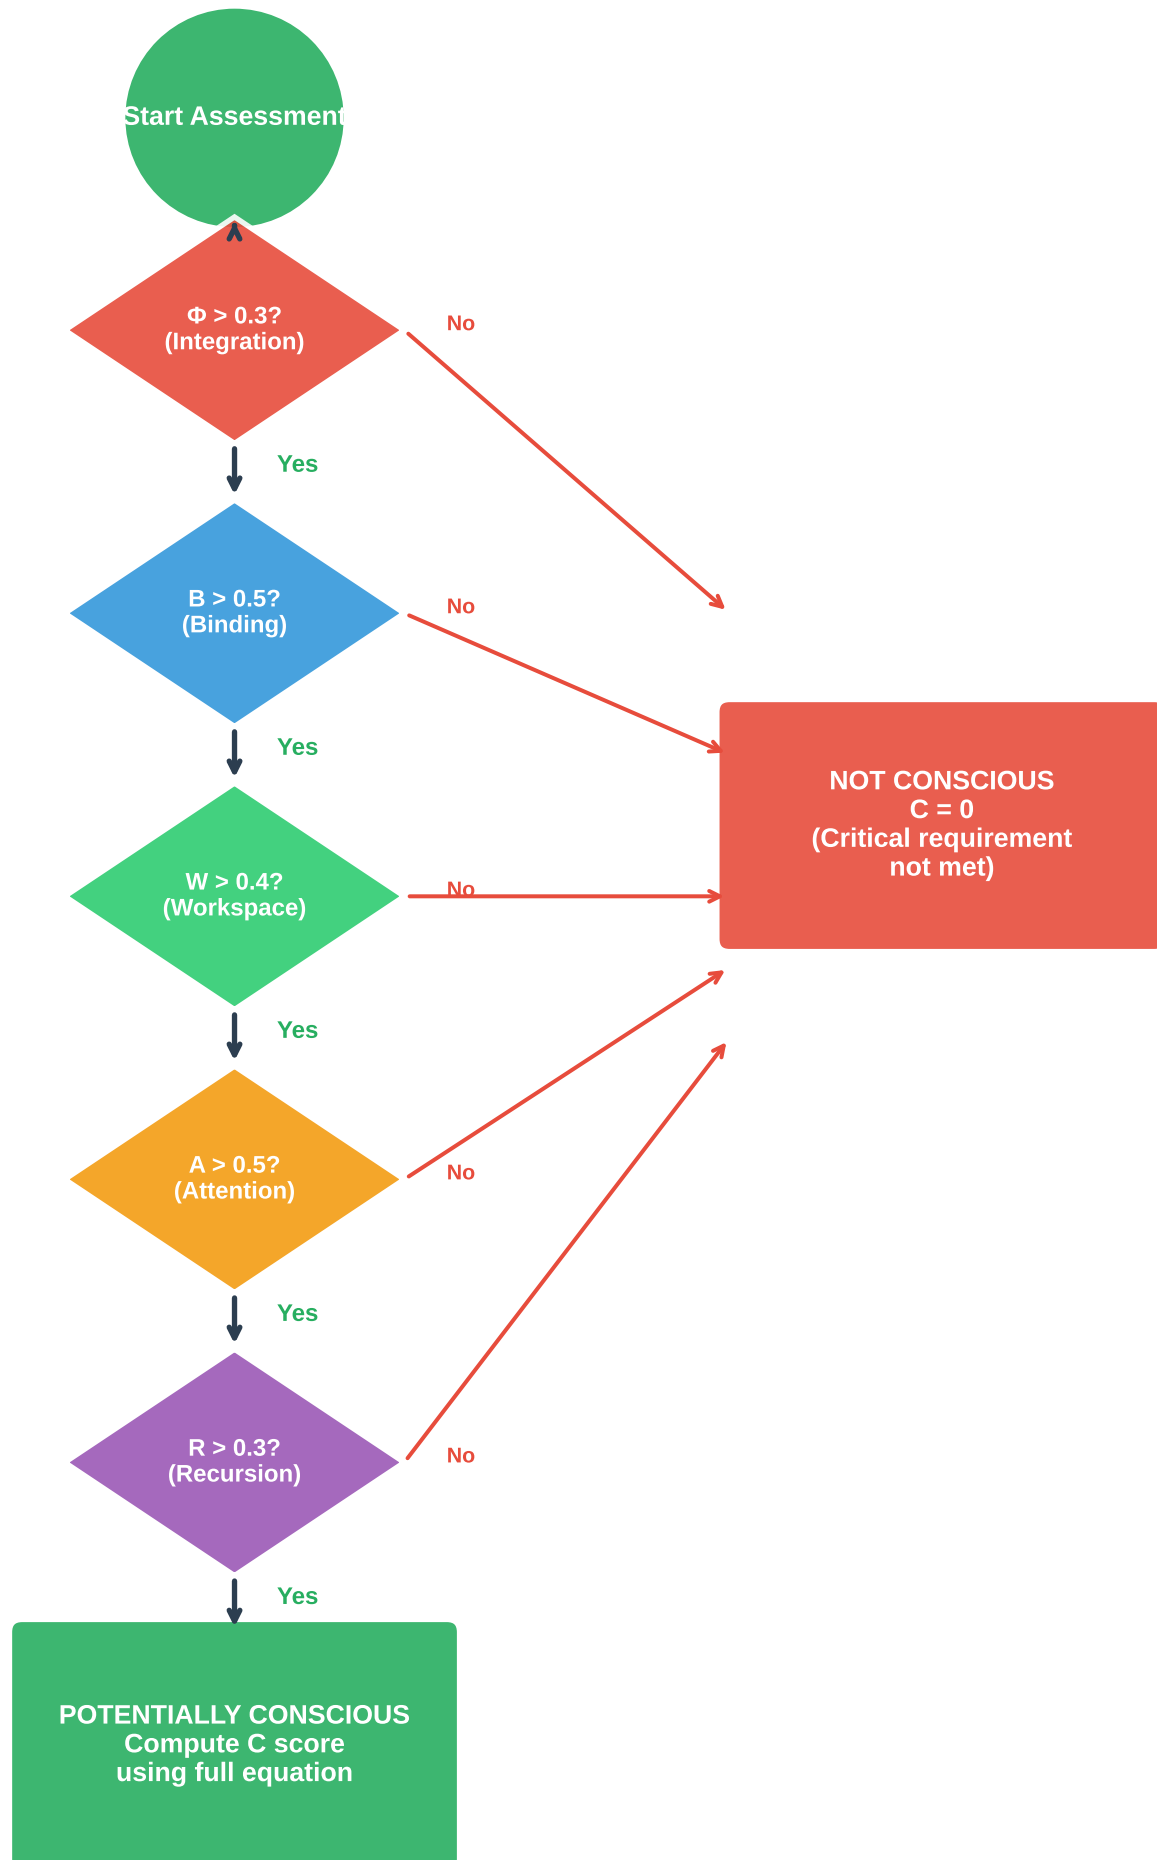 Start Assessment
Φ > 0.3?
(Integration)
No
Yes
B > 0.5?
(Binding)
No
Yes
NOT CONSCIOUS
C = 0
(Critical requirement
not met)
W > 0.4?
(Workspace)
No
Yes
A > 0.5?
(Attention)
No
Yes
R > 0.3?
(Recursion)
No
Yes
POTENTIALLY CONSCIOUS
Compute C score
using full equation